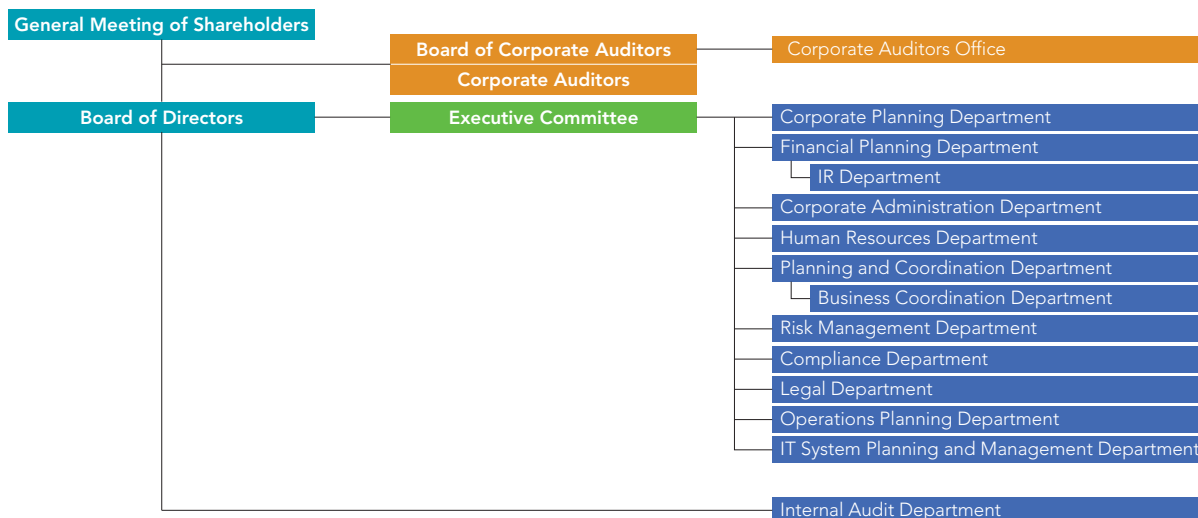 General Meeting of Shareholders
Board of Corporate Auditors
Corporate Auditors Office
Corporate Auditors
Board of Directors
Executive Committee
Corporate Planning Department
Financial Planning Department
IR Department
Corporate Administration Department
Human Resources Department
Planning and Coordination Department
Business Coordination Department
Risk Management Department
Compliance Department
Legal Department
Operations Planning Department
IT System Planning and Management Department
Internal Audit Department